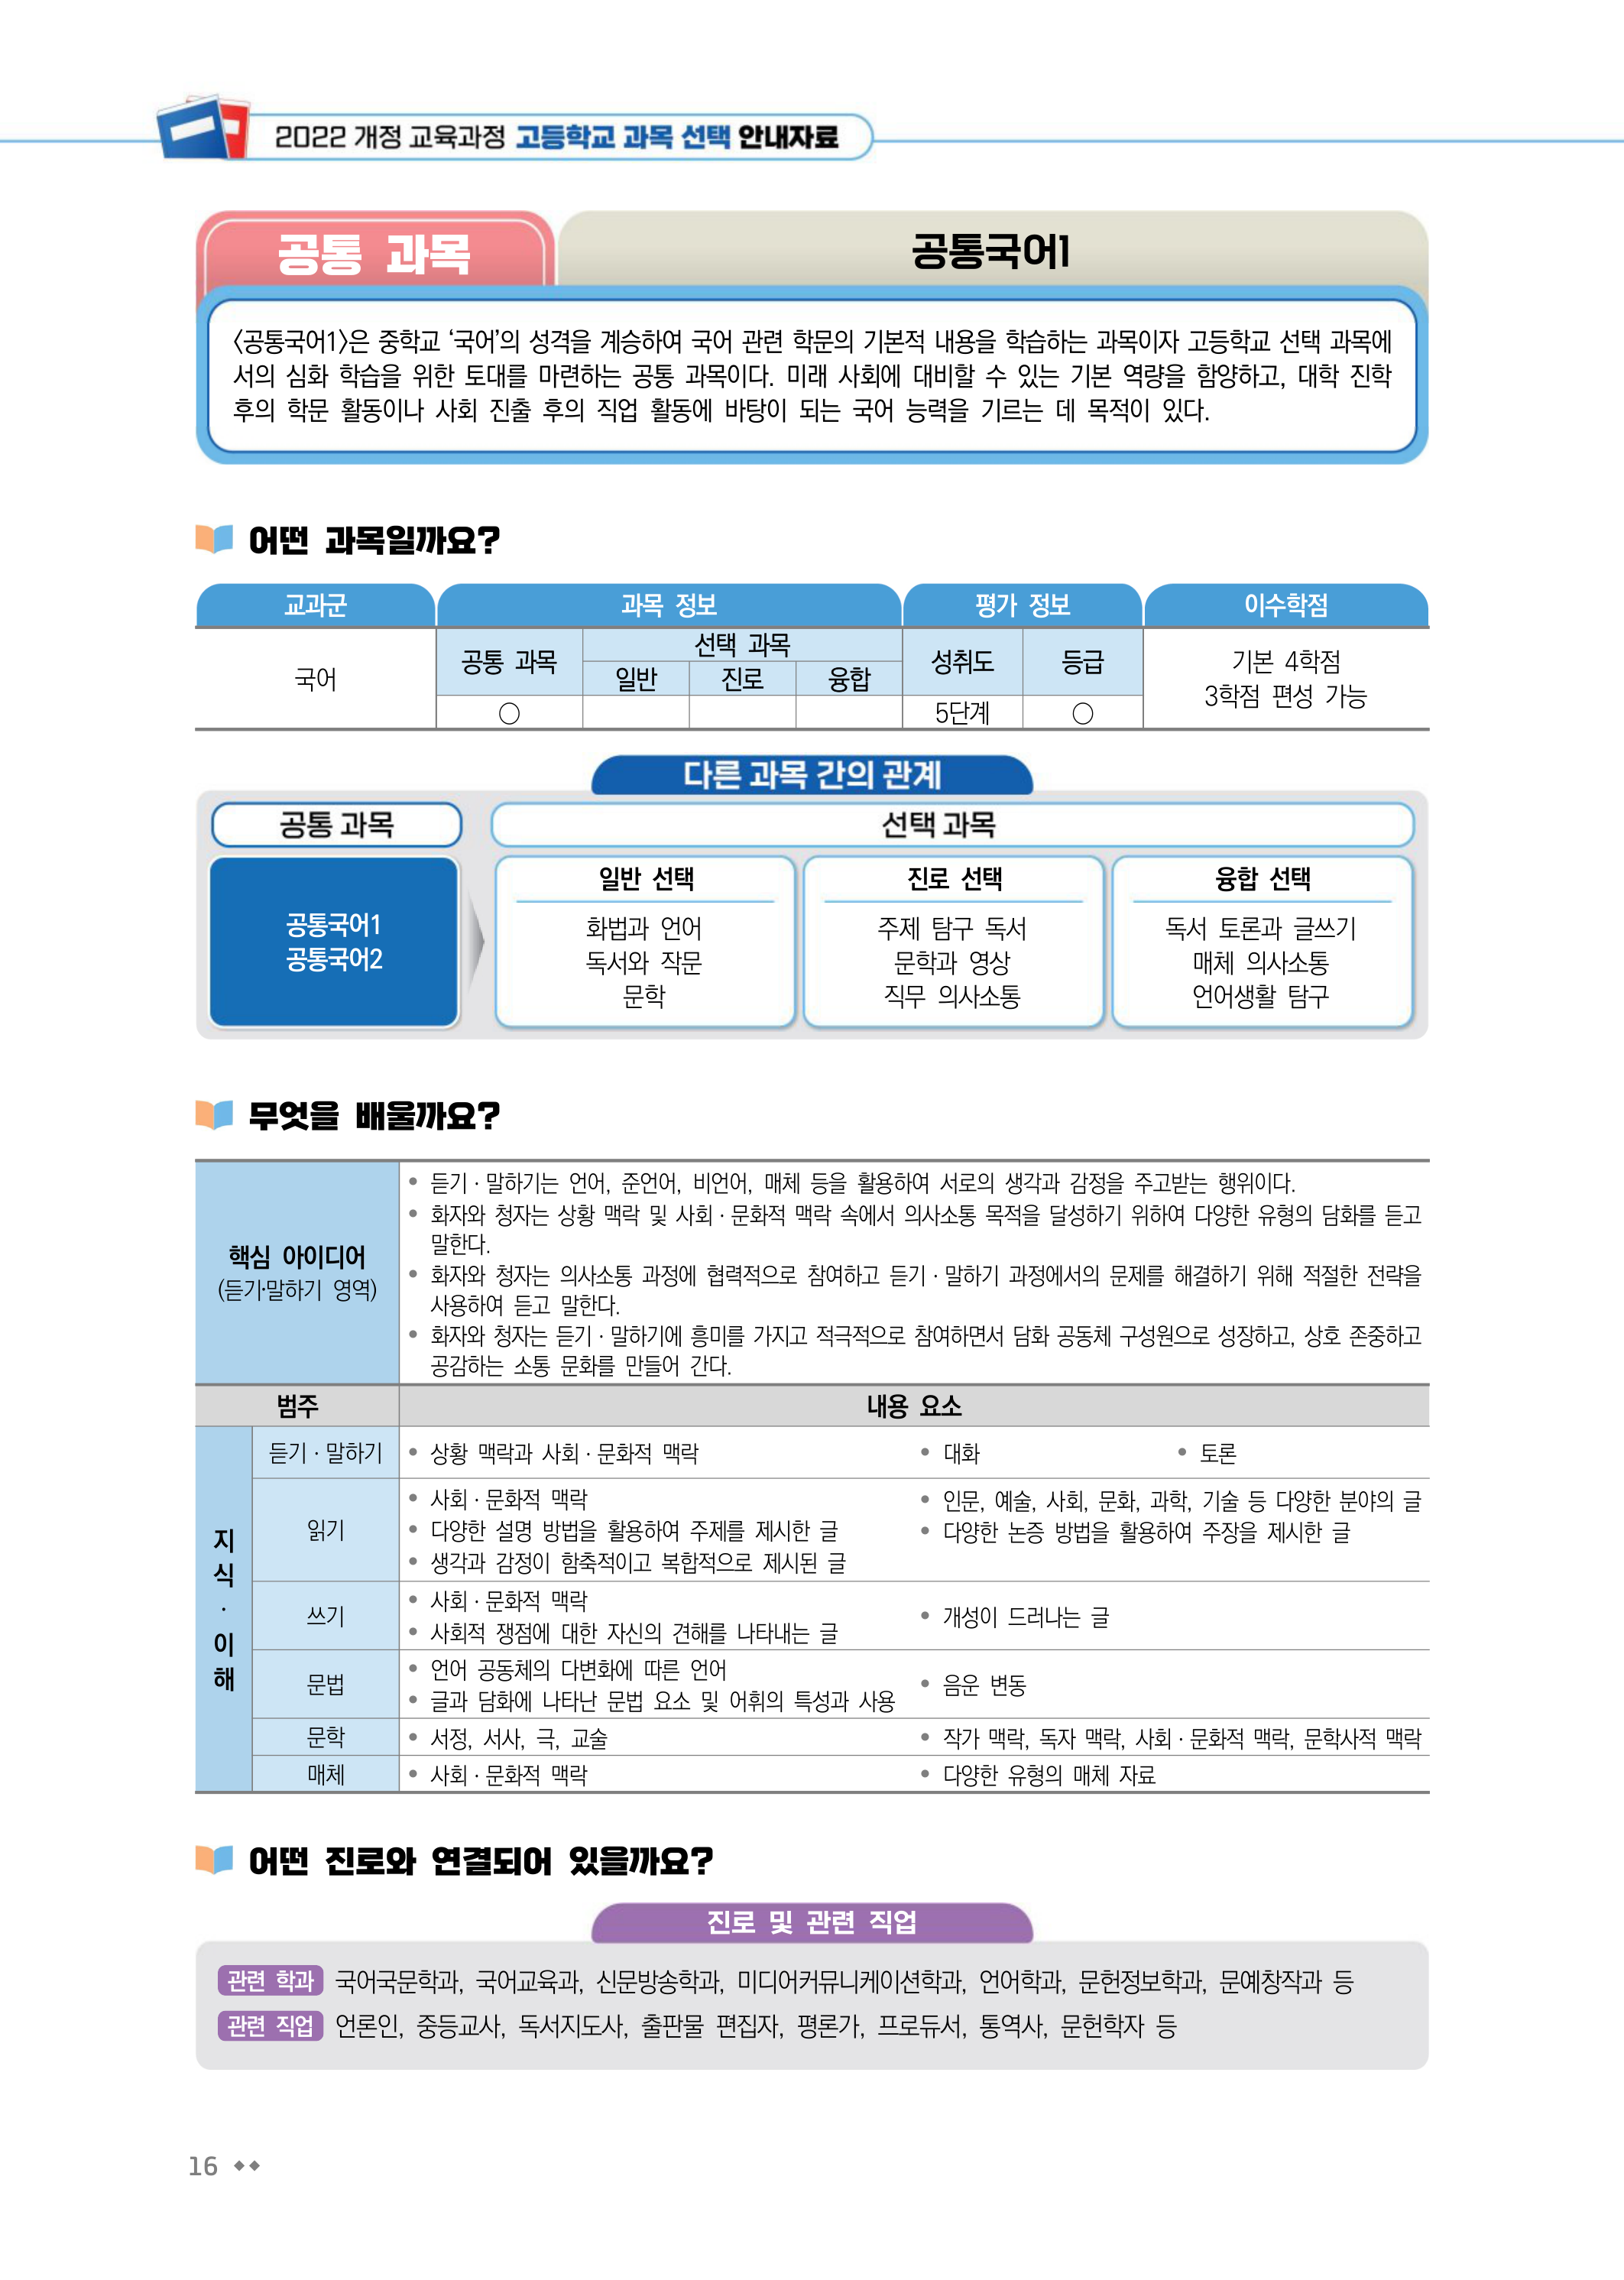 2022 개정 교육과정 고등학교 과목 선택 안내자료
공통 과목
공통국어1
〈공통국어1〉은 중학교 ‘국어’의 성격을 계승하여 국어 관련 학문의 기본적 내용을 학습하는 과목이자 고등학교 선택 과목에
서의 심화 학습을 위한 토대를 마련하는 공통 과목이다. 미래 사회에 대비할 수 있는 기본 역량을 함양하고, 대학 진학
후의 학문 활동이나 사회 진출 후의 직업 활동에 바탕이 되는 국어 능력을 기르는 데 목적이 있다.
어떤 과목일까요?
교과군 과목 정보 평가 정보 이수학점
국어
공통 과목
선택 과목
일반 진로 융합
성취도 등급
기본 4학점
3학점 편성 가능
○ 5단계 ○
다른 과목 간의 관계
공통 과목
선택 과목
공통국어1
공통국어2
일반 선택
화법과 언어
독서와 작문
문학
진로 선택
주제 탐구 독서
문학과 영상
직무 의사소통
융합 선택
독서 토론과 글쓰기
매체 의사소통
언어생활 탐구
무엇을 배울까요?
핵심 아이디어
(듣기·말하기 영역)
• 듣기 · 말하기는 언어, 준언어, 비언어, 매체 등을 활용하여 서로의 생각과 감정을 주고받는 행위이다.
• 화자와 청자는 상황 맥락 및 사회 · 문화적 맥락 속에서 의사소통 목적을 달성하기 위하여 다양한 유형의 담화를 듣고
말한다.
• 화자와 청자는 의사소통 과정에 협력적으로 참여하고 듣기 · 말하기 과정에서의 문제를 해결하기 위해 적절한 전략을
사용하여 듣고 말한다.
• 화자와 청자는 듣기 · 말하기에 흥미를 가지고 적극적으로 참여하면서 담화 공동체 구성원으로 성장하고, 상호 존중하고
공감하는 소통 문화를 만들어 간다.
범주 내용 요소
지식 · 이해
듣기 · 말하기
• 상황 맥락과 사회 · 문화적 맥락 • 대화 • 토론
읽기
• 사회 · 문화적 맥락 • 인문, 예술, 사회, 문화, 과학, 기술 등 다양한 분야의 글
• 다양한 설명 방법을 활용하여 주제를 제시한 글 • 다양한 논증 방법을 활용하여 주장을 제시한 글
• 생각과 감정이 함축적이고 복합적으로 제시된 글
쓰기
• 사회 · 문화적 맥락
• 사회적 쟁점에 대한 자신의 견해를 나타내는 글
• 개성이 드러나는 글
문법
• 언어 공동체의 다변화에 따른 언어
• 글과 담화에 나타난 문법 요소 및 어휘의 특성과 사용
• 음운 변동
문학
• 서정, 서사, 극, 교술 • 작가 맥락, 독자 맥락, 사회 · 문화적 맥락, 문학사적 맥락
매체
• 사회 · 문화적 맥락 • 다양한 유형의 매체 자료
어떤 진로와 연결되어 있을까요?
진로 및 관련 직업
관련 학과 국어국문학과, 국어교육과, 신문방송학과, 미디어커뮤니케이션학과, 언어학과, 문헌정보학과, 문예창작과 등
관련 직업 언론인, 중등교사, 독서지도사, 출판물 편집자, 평론가, 프로듀서, 통역사, 문헌학자 등
16 ◆◆